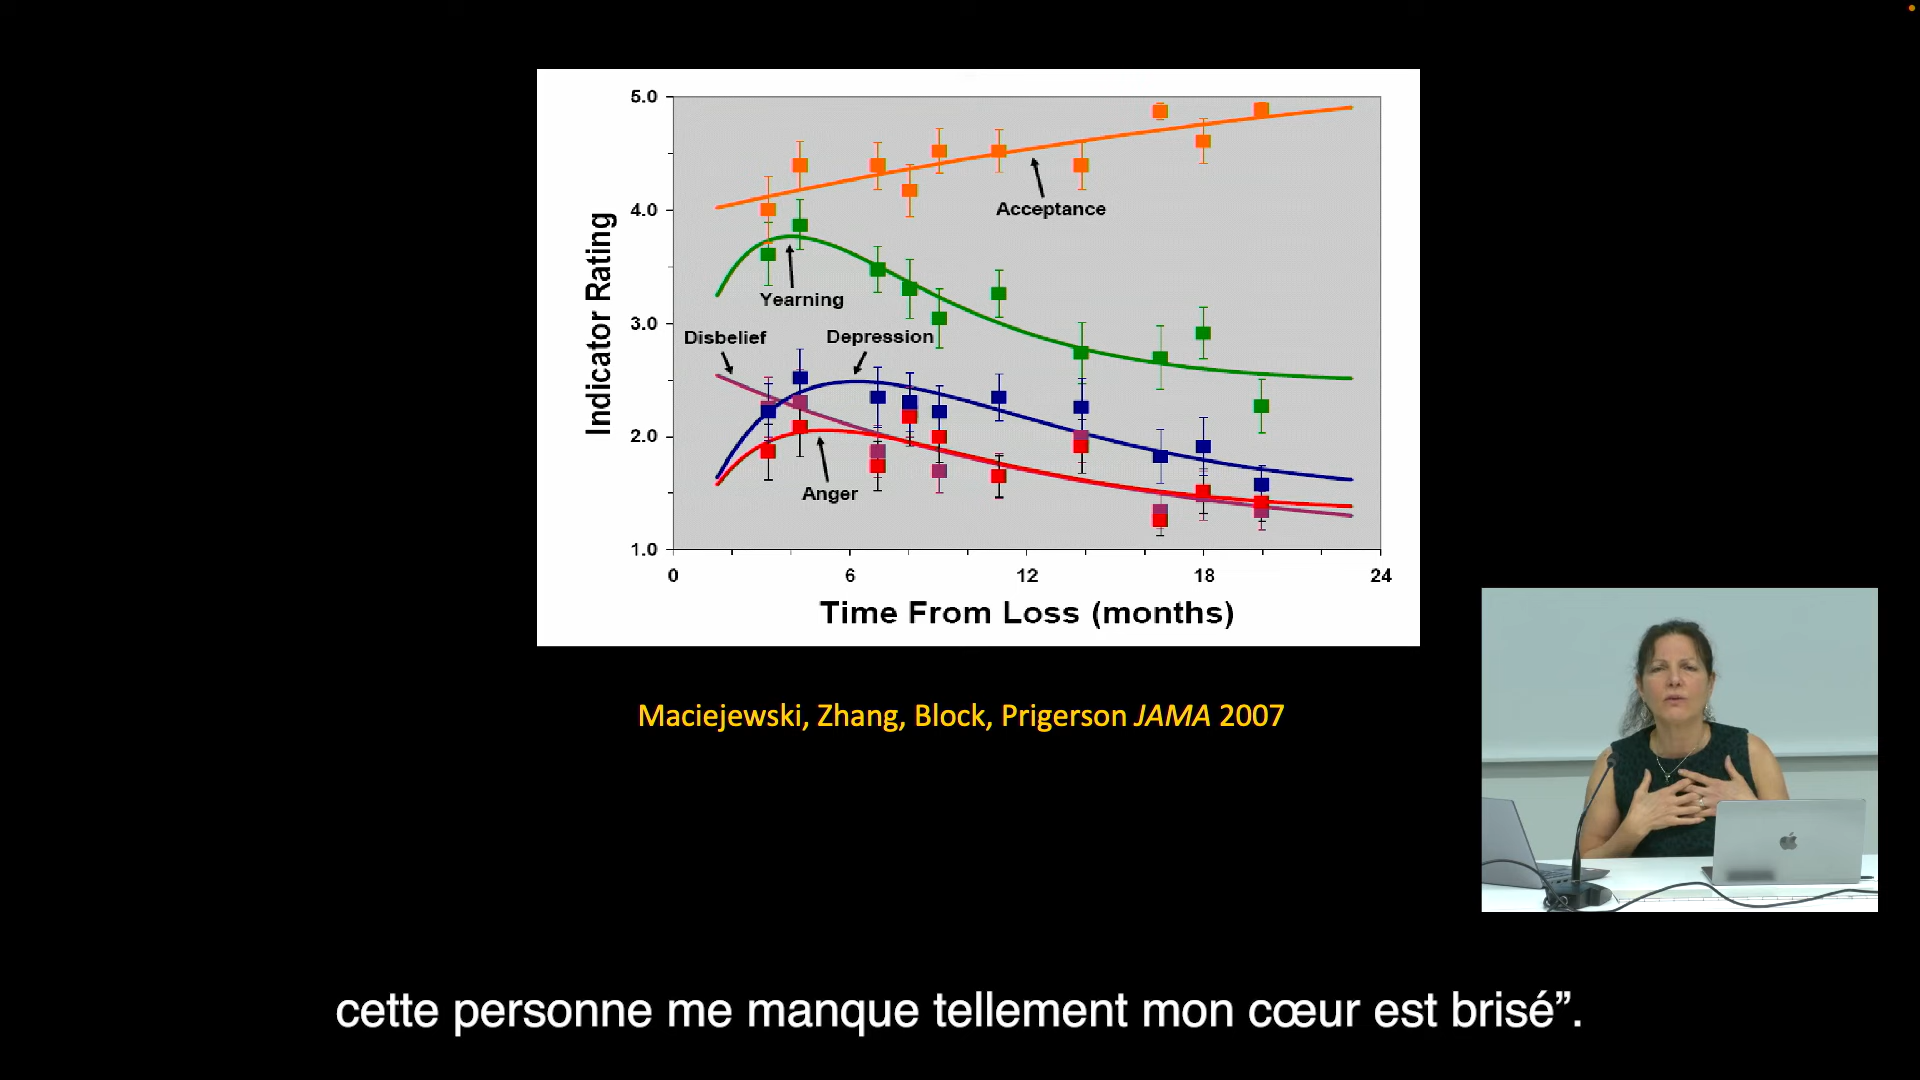 5.0
4.0
3.0
2.0
1.0
Indicator Rating
Acceptance
Yearning
Disbelief
Depression
Anger
0 6 12 18 24
Time From Loss (months)
Maciejewski, Zhang, Block, Prigerson JAMA 2007
cette personne me manque tellement mon cœur est brisé”.